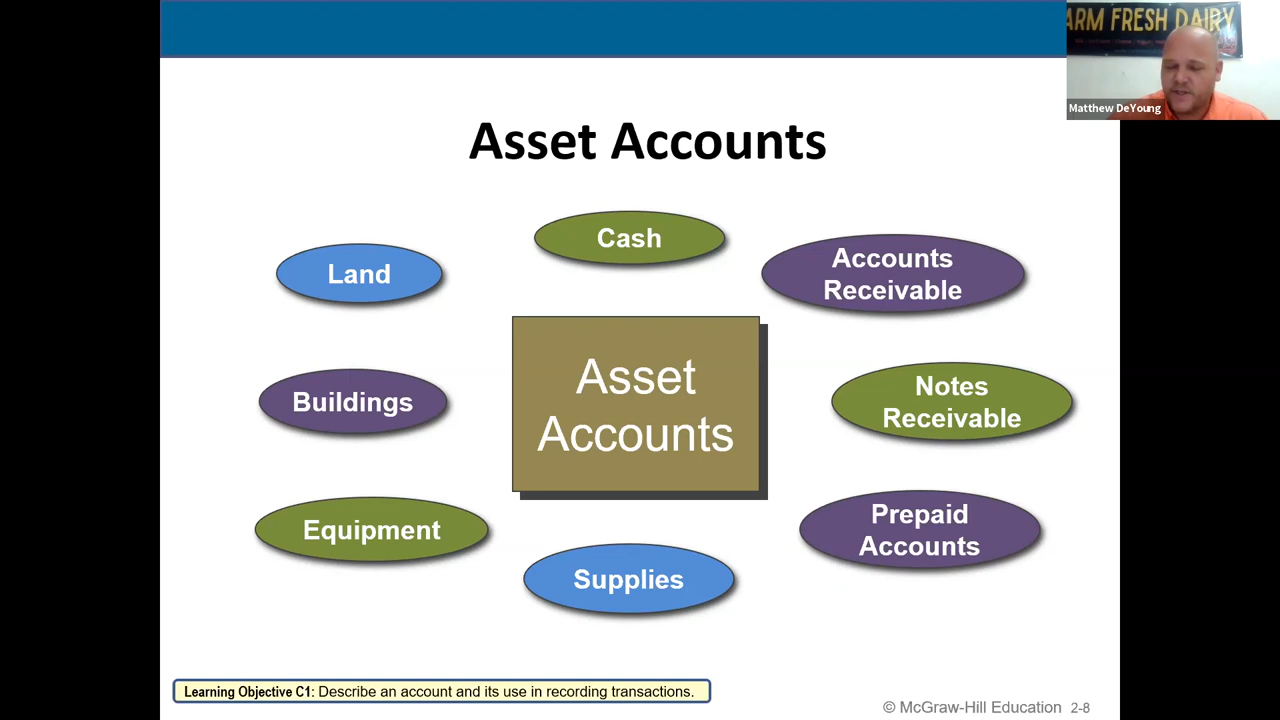 ARM FRESH DAIRY
Matthew DeYoung
Asset Accounts
Cash
Land
Accounts
Receivable
Asset
Accounts
Buildings
Notes
Receivable
Equipment
Prepaid
Accounts
Supplies
Learning Objective C1: Describe an account and its use in recording transactions.
© McGraw-Hill Education 2-8